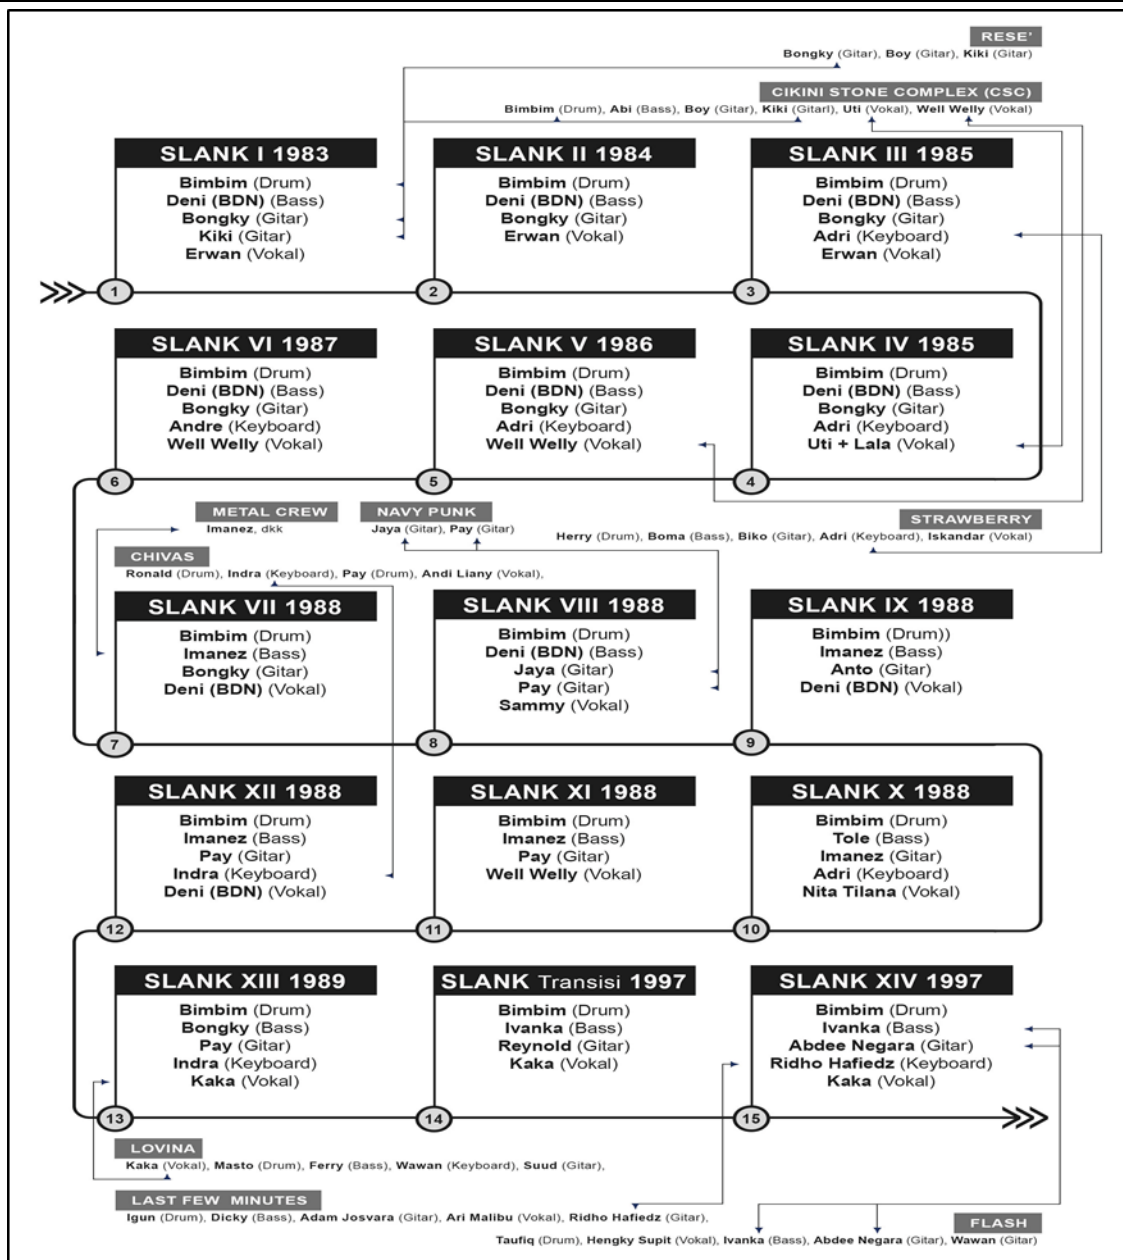 RESE'
Bongky (Gitar), Boy (Gitar), Kiki (Gitar)
CIKINI STONE COMPLEX (CSC)
Bimbim (Drum), Abi (Bass), Boy (Gitar), Kiki (Gitarl), Uti (Vokal), Well Welly (Vokal)
SLANK I 1983
Bimbim (Drum)
Deni (BDN) (Bass)
Bongky (Gitar)
Kiki (Gitar)
Erwan (Vokal)
1
SLANK II 1984
Bimbim (Drum)
Deni (BDN) (Bass)
Bongky (Gitar)
Erwan (Vokal)
2
SLANK III 1985
Bimbim (Drum)
Deni (BDN) (Bass)
Bongky (Gitar)
Adri (Keyboard)
Erwan (Vokal)
3
SLANK VI 1987
Bimbim (Drum)
Deni (BDN) (Bass)
Bongky (Gitar)
Andre (Keyboard)
Well Welly (Vokal)
6
SLANK V 1986
Bimbim (Drum)
Deni (BDN) (Bass)
Bongky (Gitar)
Adri (Keyboard)
Well Welly (Vokal)
5
SLANK IV 1985
Bimbim (Drum)
Deni (BDN) (Bass)
Bongky (Gitar)
Adri (Keyboard)
Uti + Lala (Vokal)
4
METAL CREW
Imanez, dkk
NAVY PUNK
Jaya (Gitar), Pay (Gitar)
STRAWBERRY
Herry (Drum), Boma (Bass), Biko (Gitar), Adri (Keyboard), Iskandar (Vokal)
CHIVAS
Ronald (Drum), Indra (Keyboard), Pay (Drum), Andi Liany (Vokal),
SLANK VII 1988
Bimbim (Drum)
Imanez (Bass)
Bongky (Gitar)
Deni (BDN) (Vokal)
7
SLANK VIII 1988
Bimbim (Drum)
Deni (BDN) (Bass)
Jaya (Gitar)
Pay (Gitar)
Sammy (Vokal)
8
SLANK IX 1988
Bimbim (Drum))
Imanez (Bass)
Anto (Gitar)
Deni (BDN) (Vokal)
9
SLANK XII 1988
Bimbim (Drum)
Imanez (Bass)
Pay (Gitar)
Indra (Keyboard)
Deni (BDN) (Vokal)
12
SLANK XI 1988
Bimbim (Drum)
Imanez (Bass)
Pay (Gitar)
Well Welly (Vokal)
11
SLANK X 1988
Bimbim (Drum)
Tole (Bass)
Imanez (Gitar)
Adri (Keyboard)
Nita Tilana (Vokal)
10
SLANK XIII 1989
Bimbim (Drum)
Bongky (Bass)
Pay (Gitar)
Indra (Keyboard)
Kaka (Vokal)
13
SLANK Transisi 1997
Bimbim (Drum)
Ivanka (Bass)
Reynold (Gitar)
Kaka (Vokal)
14
SLANK XIV 1997
Bimbim (Drum)
Ivanka (Bass)
Abdee Negara (Gitar)
Ridho Hafiedz (Keyboard)
Kaka (Vokal)
15
LOVINA
Kaka (Vokal), Masto (Drum), Ferry (Bass), Wawan (Keyboard), Suud (Gitar),
LAST FEW MINUTES
Igun (Drum), Dicky (Bass), Adam Josvara (Gitar), Ari Malibu (Vokal), Ridho Hafiedz (Gitar),
FLASH
Taufiq (Drum), Hengky Supit (Vokal), Ivanka (Bass), Abdee Negara (Gitar), Wawan (Gitar)